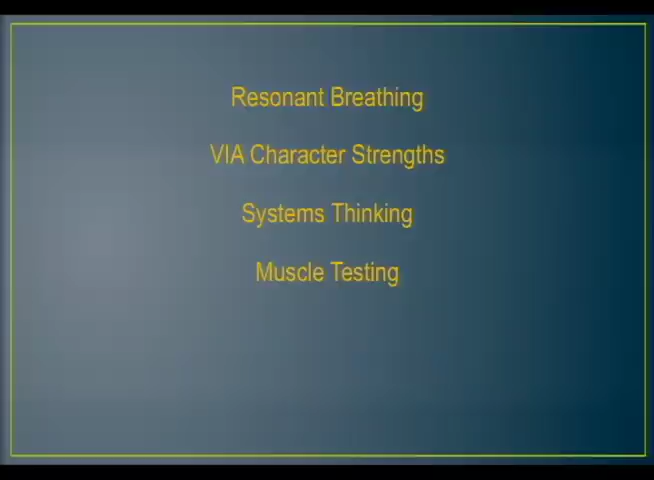 Resonant Breathing
VIA Character Strengths
Systems Thinking
Muscle Testing